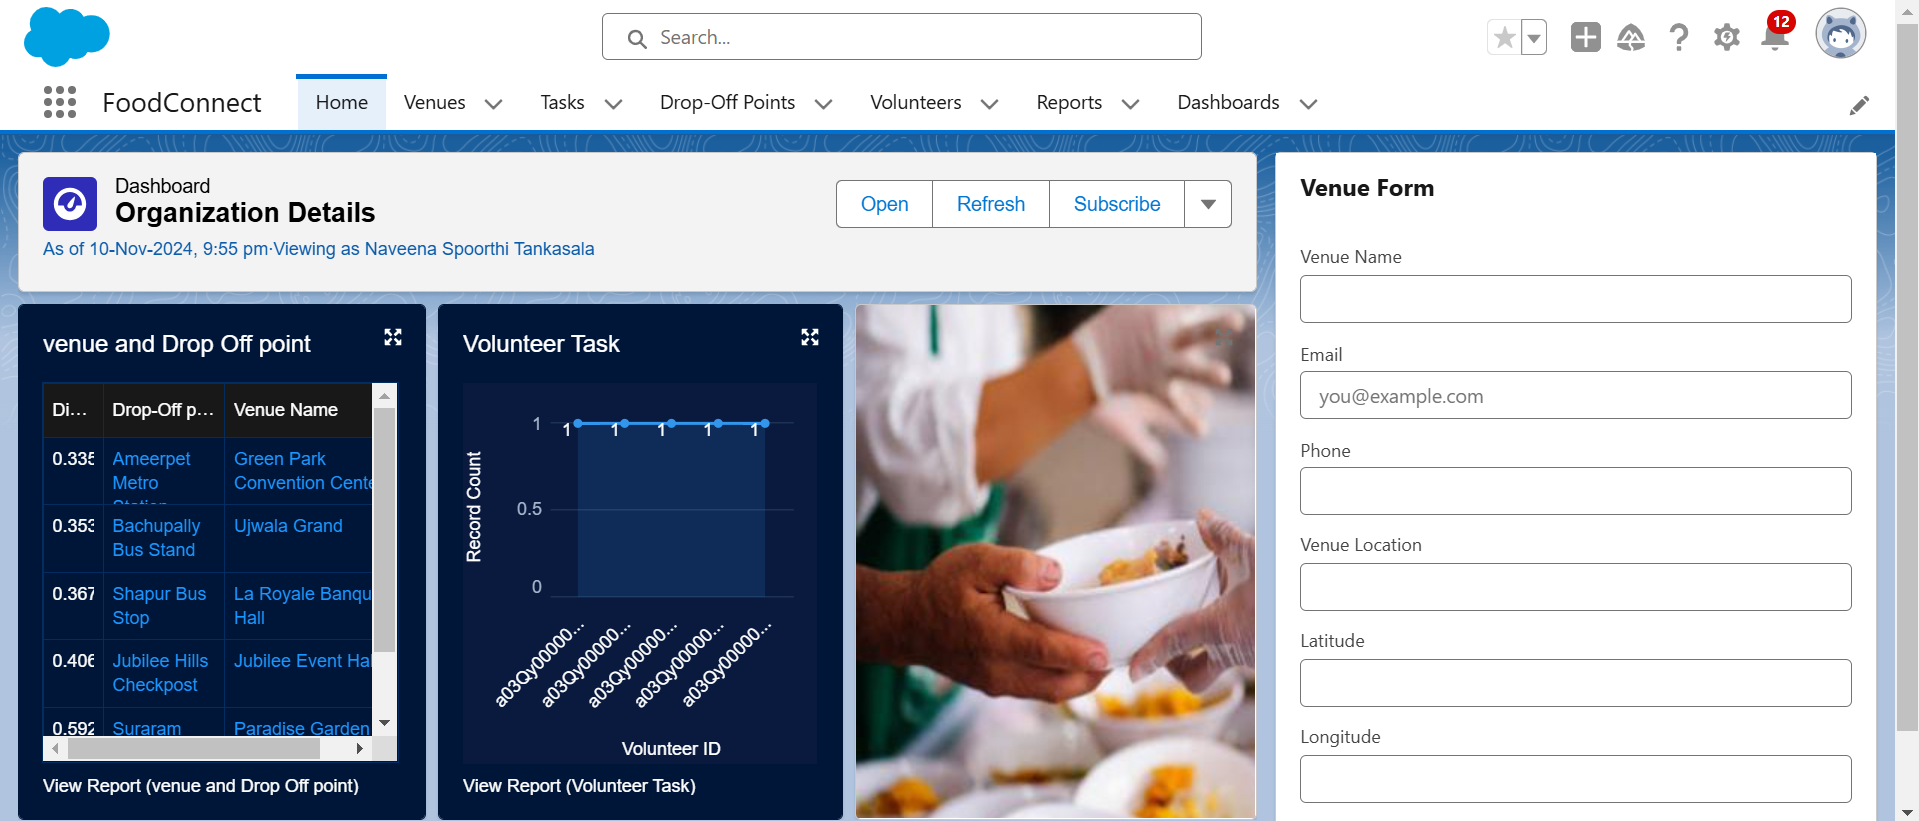 Search...
12
FoodConnect
Home
Venues
Tasks
Drop-Off Points
Volunteers
Reports
Dashboards
Dashboard
Organization Details
As of 10-Nov-2024, 9:55 pm·Viewing as Naveena Spoorthi Tankasala
Open
Refresh
Subscribe
venue and Drop Off point
Di... Drop-Off p... Venue Name
0.335 Ameerpet Green Park
Metro Convention Cente
0.353 Bachupally Ujwala Grand
Bus Stand
0.367 Shapur Bus La Royale Banqu
Stop Hall
0.406 Jubilee Hills Jubilee Event Hal
Checkpost
0.592 Suraram Paradise Garden
View Report (venue and Drop Off point)
Volunteer Task
Record Count
1
0.5
0
1 1 1 1 1
a03Qy00000...
a03Qy00000...
a03Qy00000...
a03Qy00000...
a03Qy00000...
Volunteer ID
View Report (Volunteer Task)
Venue Form
Venue Name
Email
you@example.com
Phone
Venue Location
Latitude
Longitude